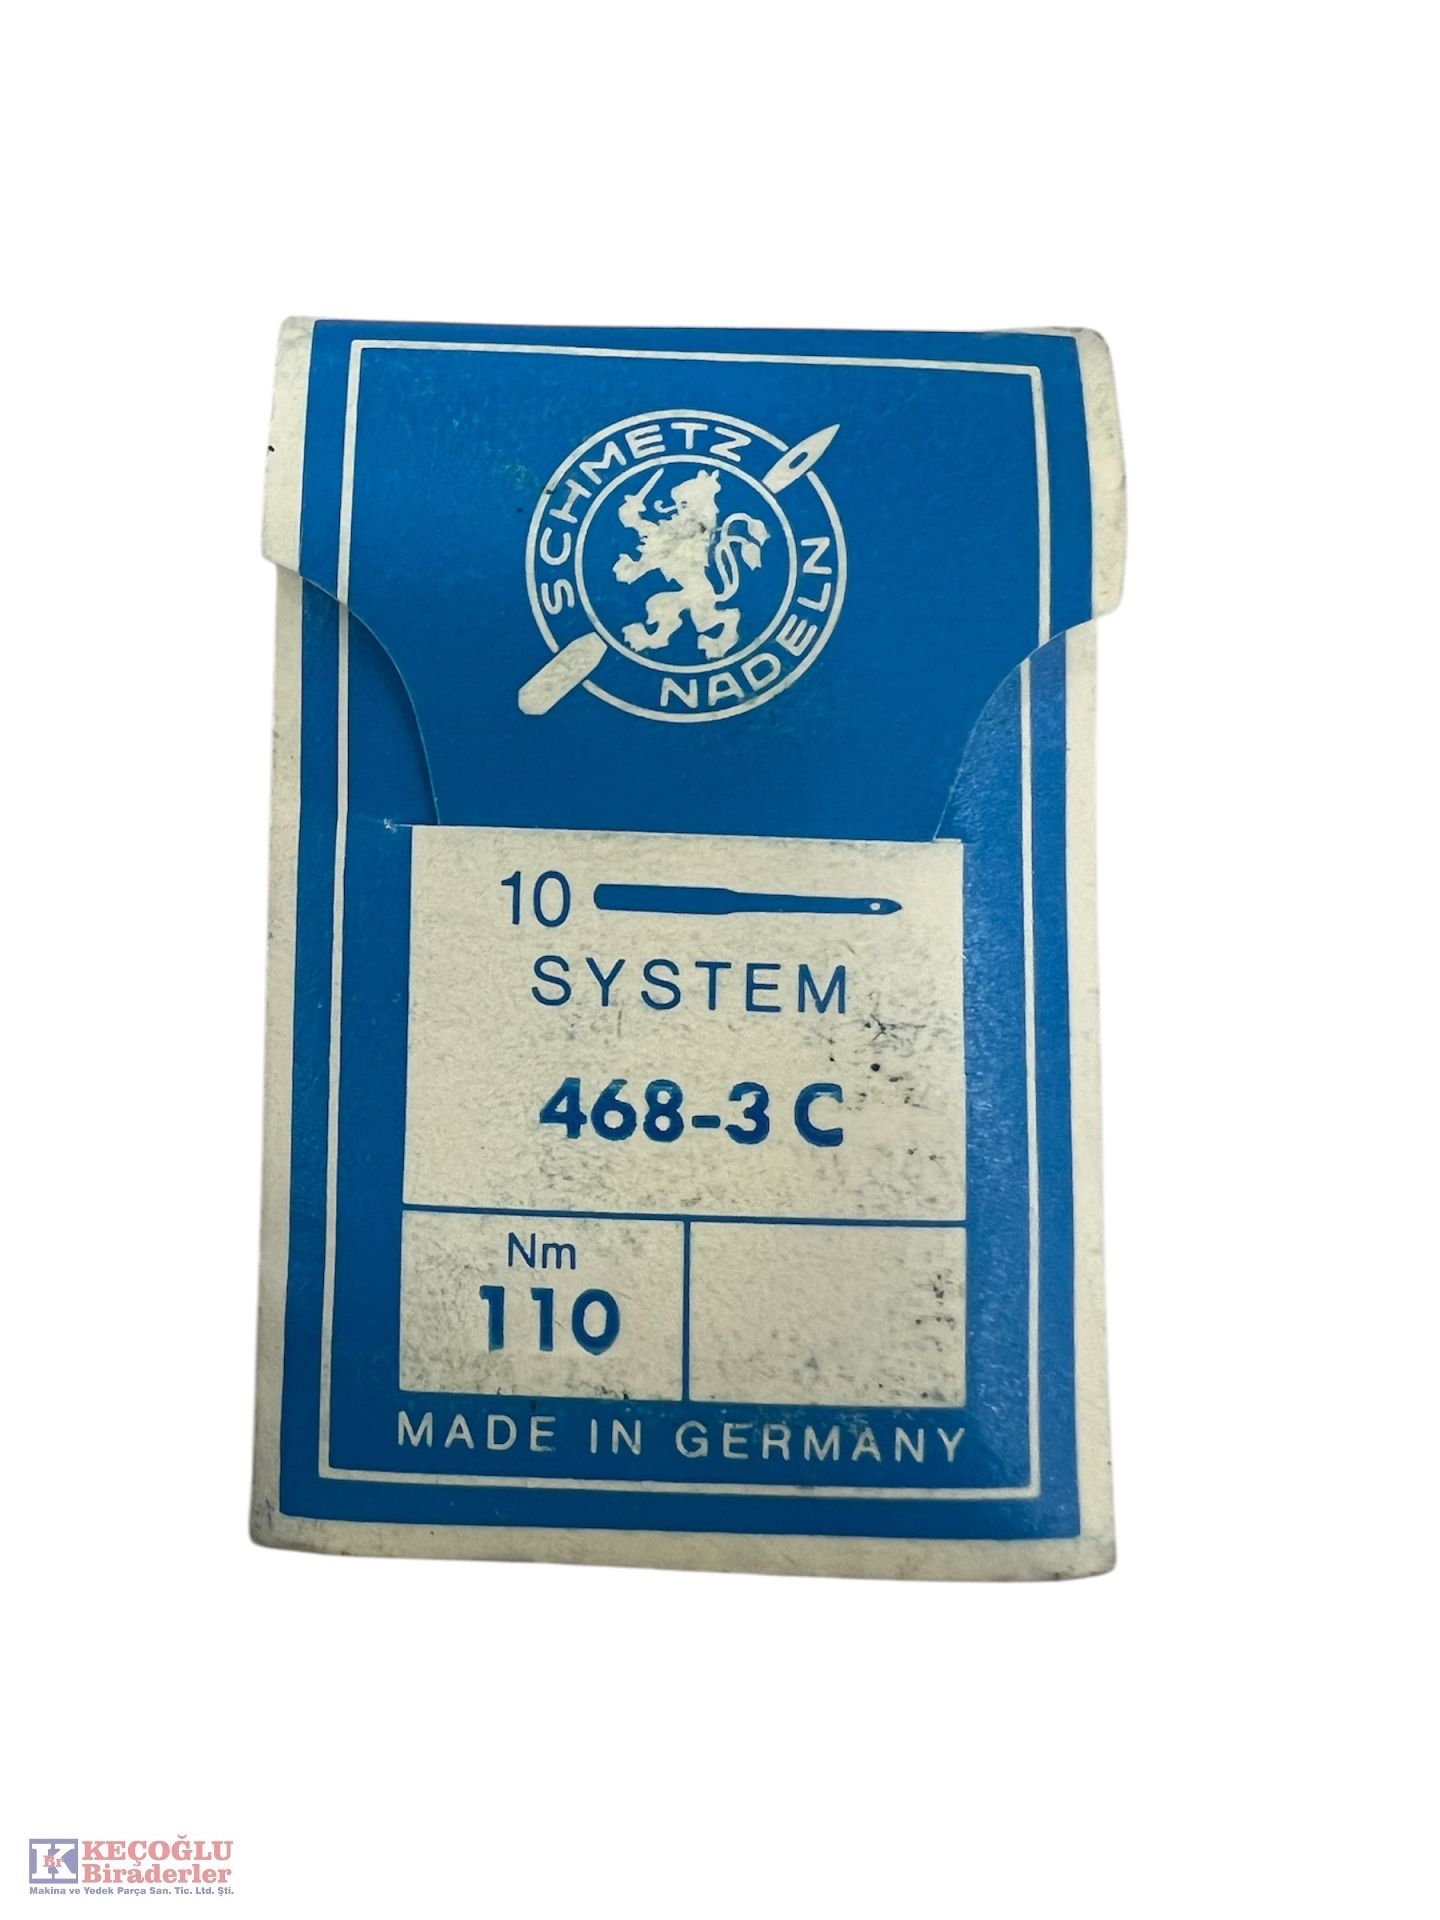 SCHMETZ
NADELN
10
SYSTEM
468-3 C
Nm
110
MADE IN GERMANY
K Br KEÇOĞLU
Biraderler
Makina ve Yedek Parça San. Tic. Ltd. Şti.